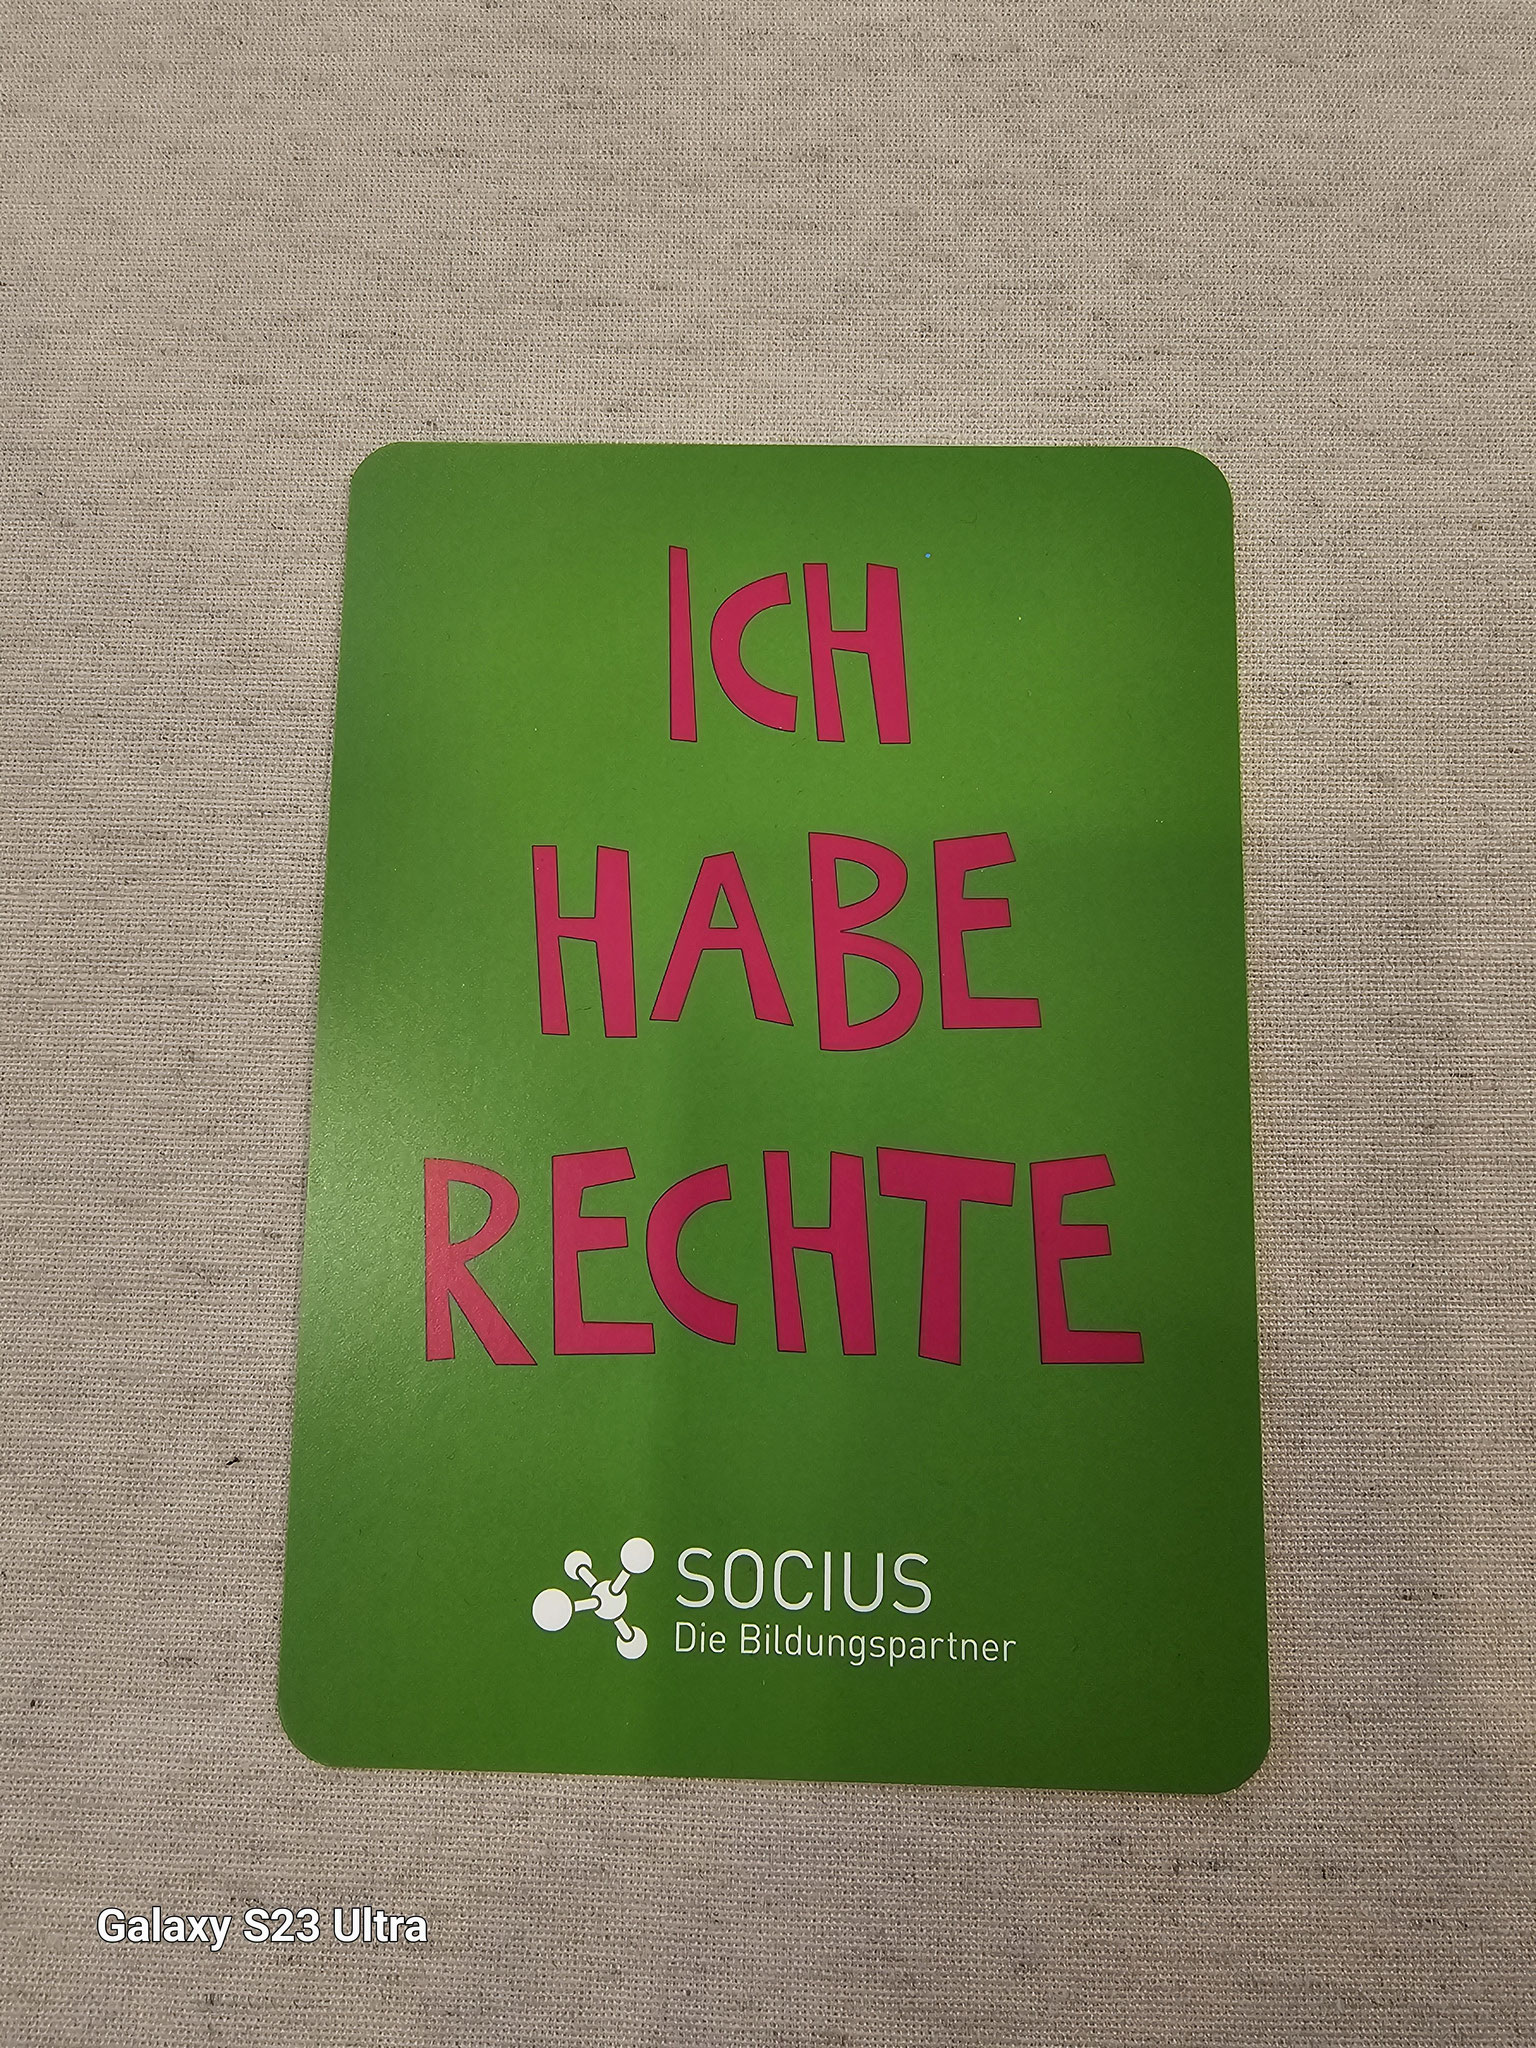 ICH
HABE
RECHTE
SOCIUS
Die Bildungspartner
Galaxy S23 Ultra